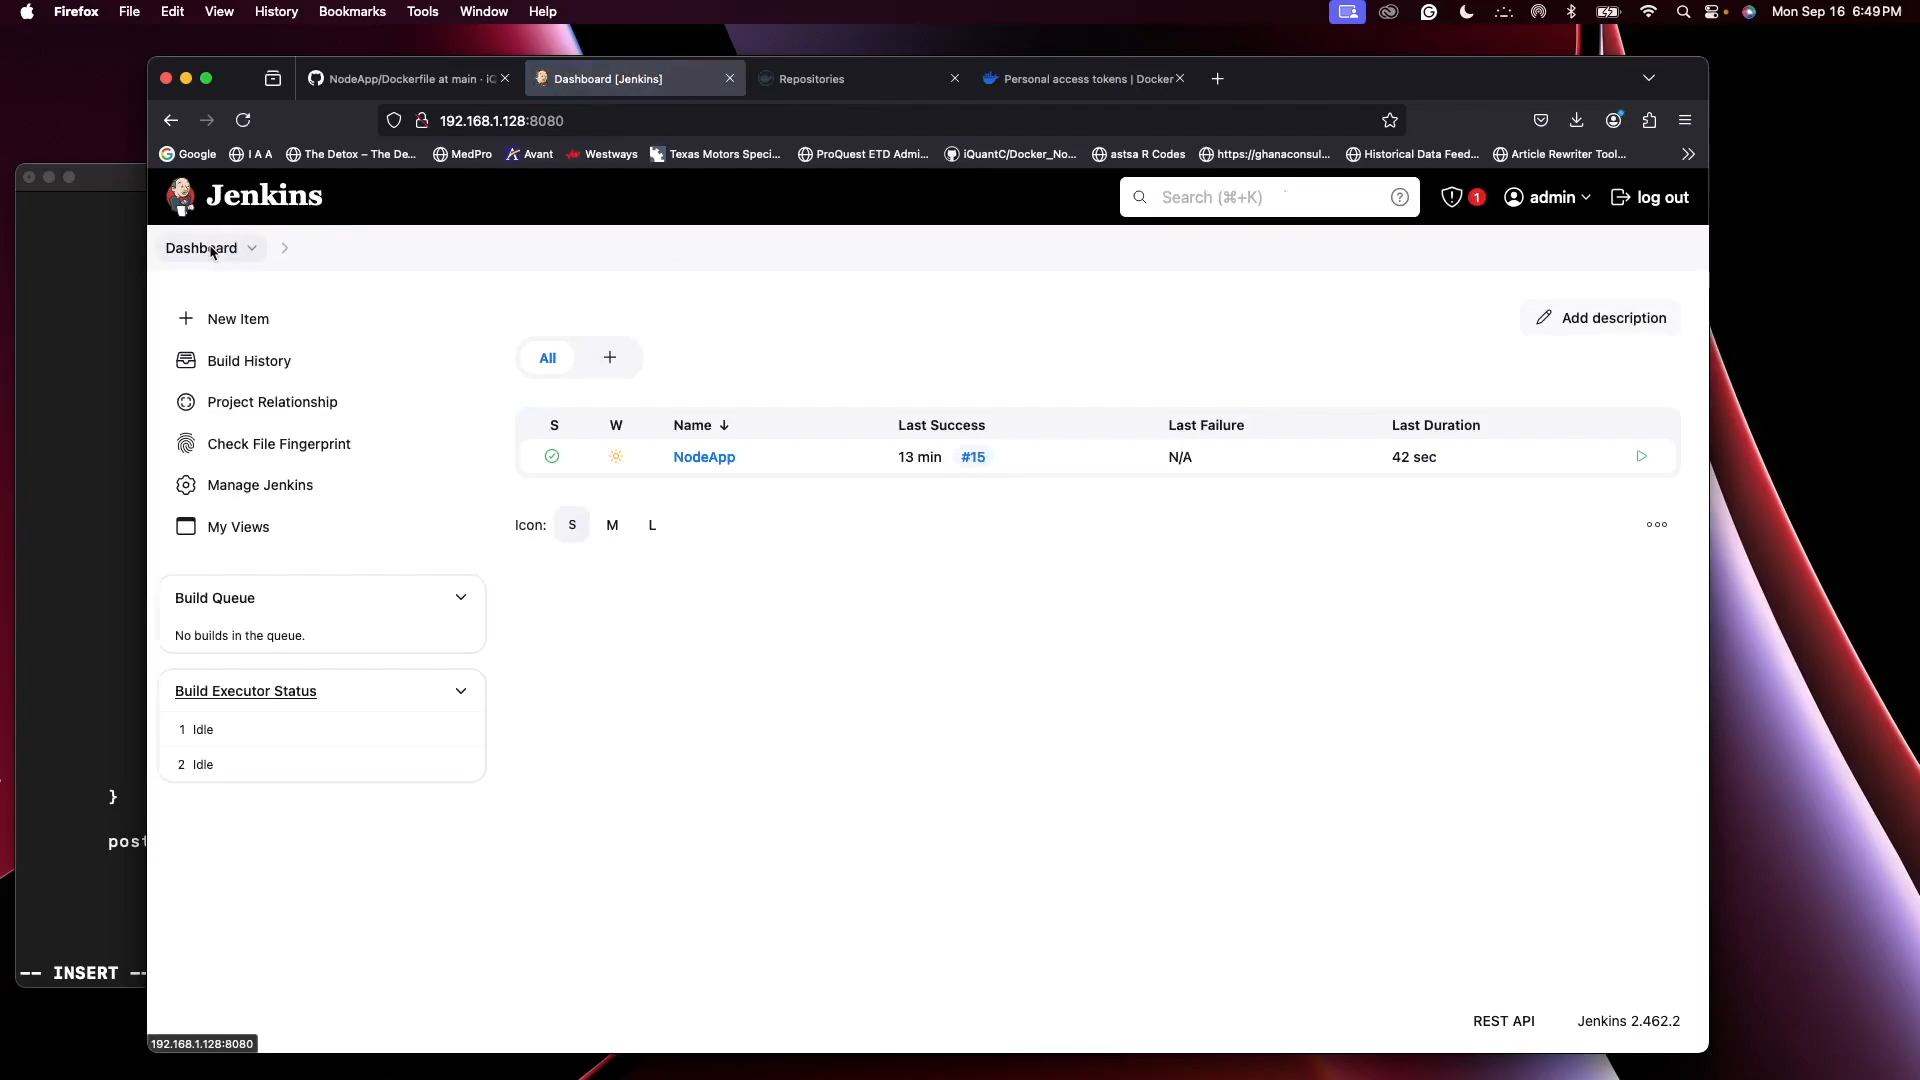 Firefox File Edit View History Bookmarks Tools Window Help Mon Sep 16 6:49 PM
NodeApp/Dockerfile at main · iQ Dashboard [Jenkins] Repositories Personal access tokens | Docker
192.168.1.128:8080
Google I A A The Detox – The De... MedPro Avant Westways Texas Motors Speci... ProQuest ETD Admi... iQuantC/Docker_No... astsa R Codes https://ghanaconsul... Historical Data Feed... Article Rewriter Tool...
Jenkins Search (⌘+K) 1 admin log out
Dashboard
New Item
Add description
All +
Build History
Project Relationship
Check File Fingerprint
Manage Jenkins
My Views
S W Name ↓ Last Success Last Failure Last Duration
NodeApp 13 min #15 N/A 42 sec
Icon: S M L
Build Queue
No builds in the queue.
Build Executor Status
1 Idle
2 Idle
}
post
-- INSERT --
REST API Jenkins 2.462.2
192.168.1.128:8080